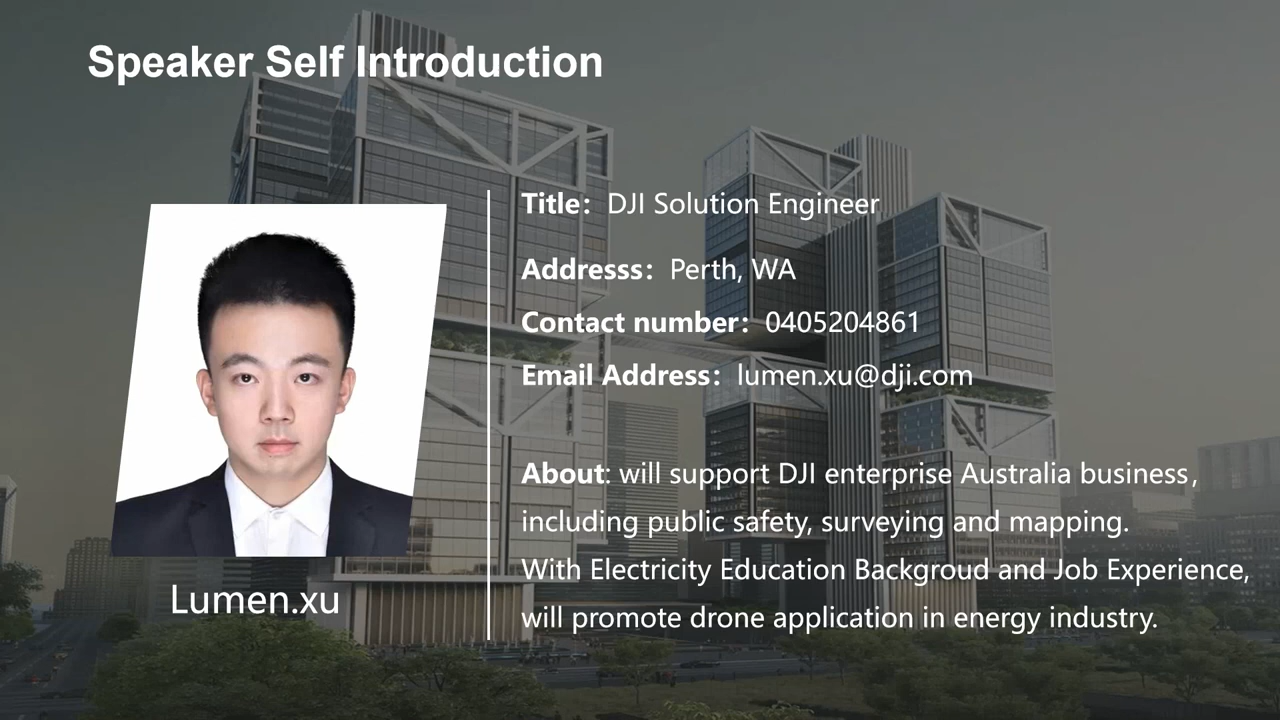 Speaker Self Introduction
Title： DJI Solution Engineer
Addresss： Perth, WA
Contact number： 0405204861
Email Address： lumen.xu@dji.com
About: will support DJI enterprise Australia business，
including public safety, surveying and mapping.
With Electricity Education Backgroud and Job Experience,
will promote drone application in energy industry.
Lumen.xu